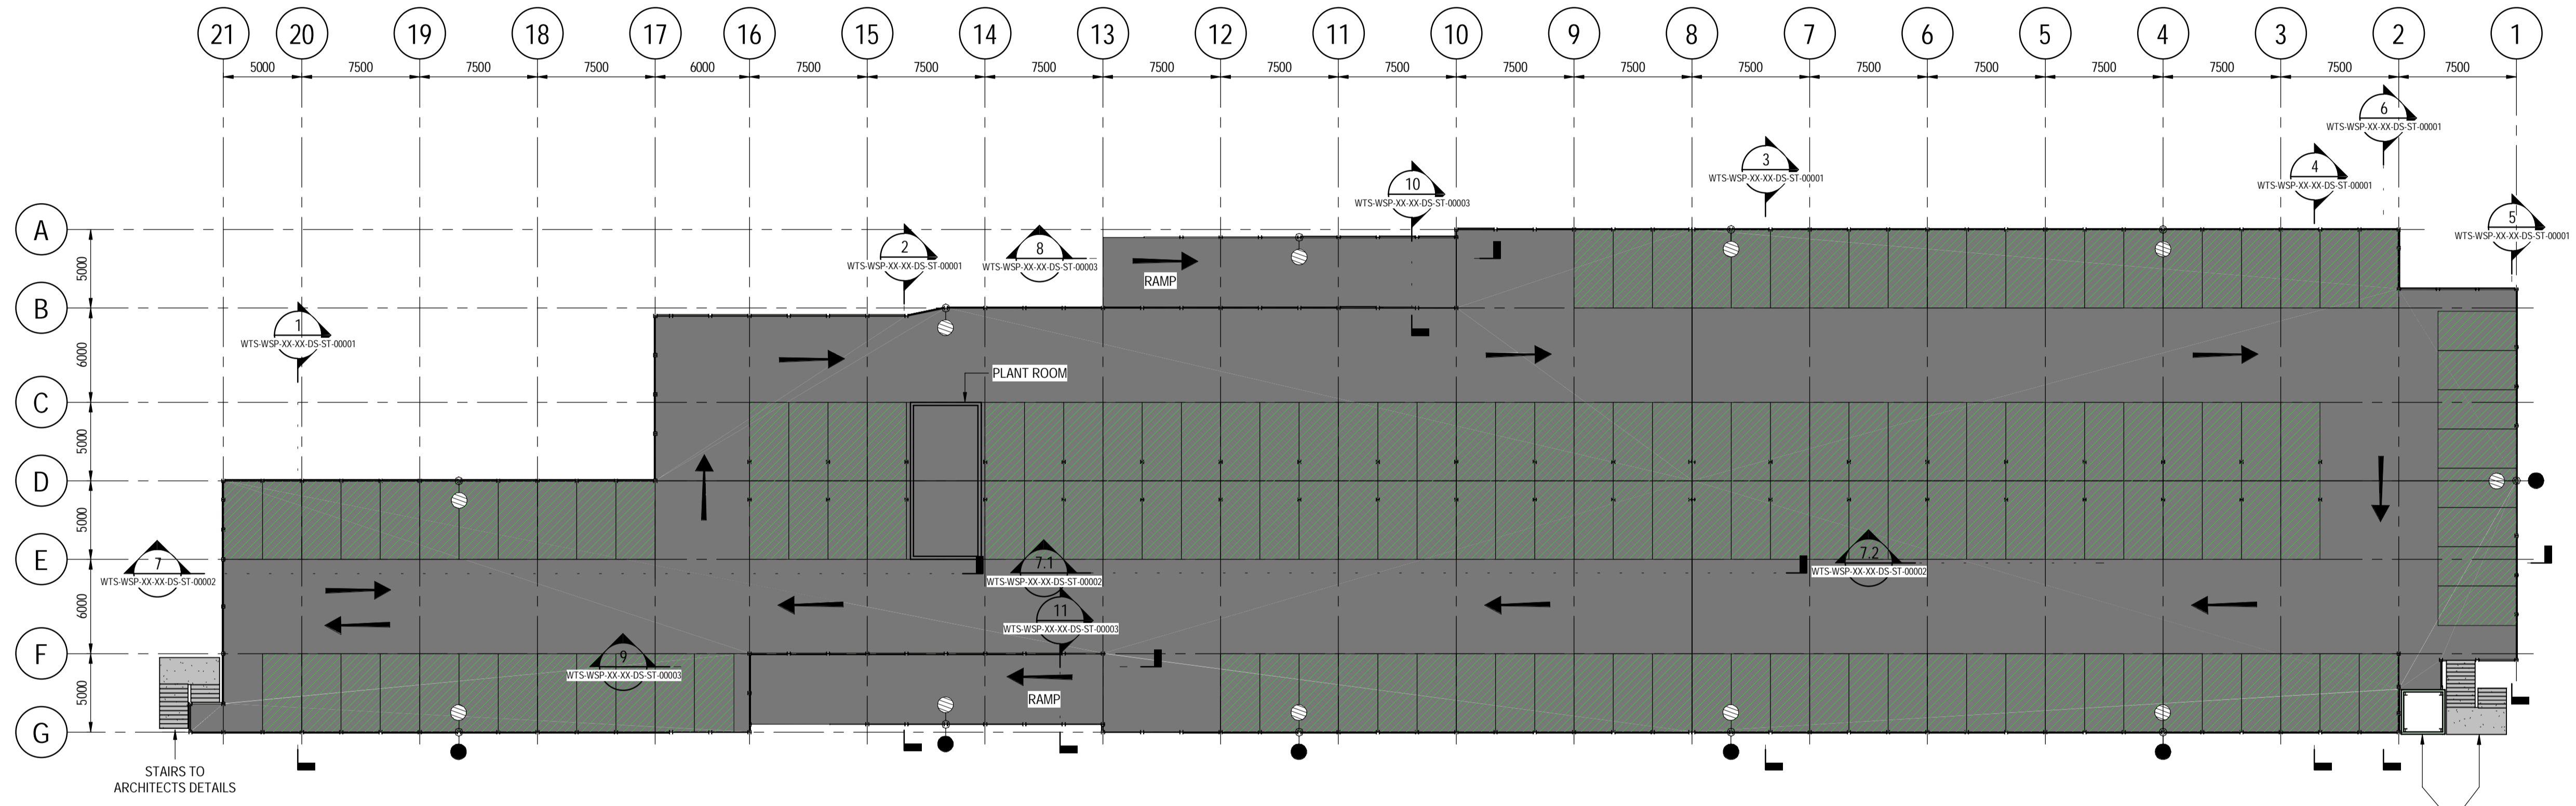 21 20 19 18 17 16 15 14 13 12 11 10 9 8 7 6 5 4 3 2 1
5000 7500 7500 7500 6000 7500 7500 7500 7500 7500 7500 7500 7500 7500 7500 7500 7500 7500 7500 7500
6
WTS-WSP-XX-XX-DS-ST-00001
3
WTS-WSP-XX-XX-DS-ST-00001
4
WTS-WSP-XX-XX-DS-ST-00001
10
WTS-WSP-XX-XX-DS-ST-00003
5
WTS-WSP-XX-XX-DS-ST-00001
A
2
WTS-WSP-XX-XX-DS-ST-00001
8
WTS-WSP-XX-XX-DS-ST-00003
5000
RAMP
B
1
WTS-WSP-XX-XX-DS-ST-00001
6000
PLANT ROOM
C
5000
D
5000
E
7
WTS-WSP-XX-XX-DS-ST-00002
7.1
WTS-WSP-XX-XX-DS-ST-00002
7.2
WTS-WSP-XX-XX-DS-ST-00002
6000
11
WTS-WSP-XX-XX-DS-ST-00003
F
9
WTS-WSP-XX-XX-DS-ST-00003
5000
RAMP
G
STAIRS TO
ARCHITECTS DETAILS